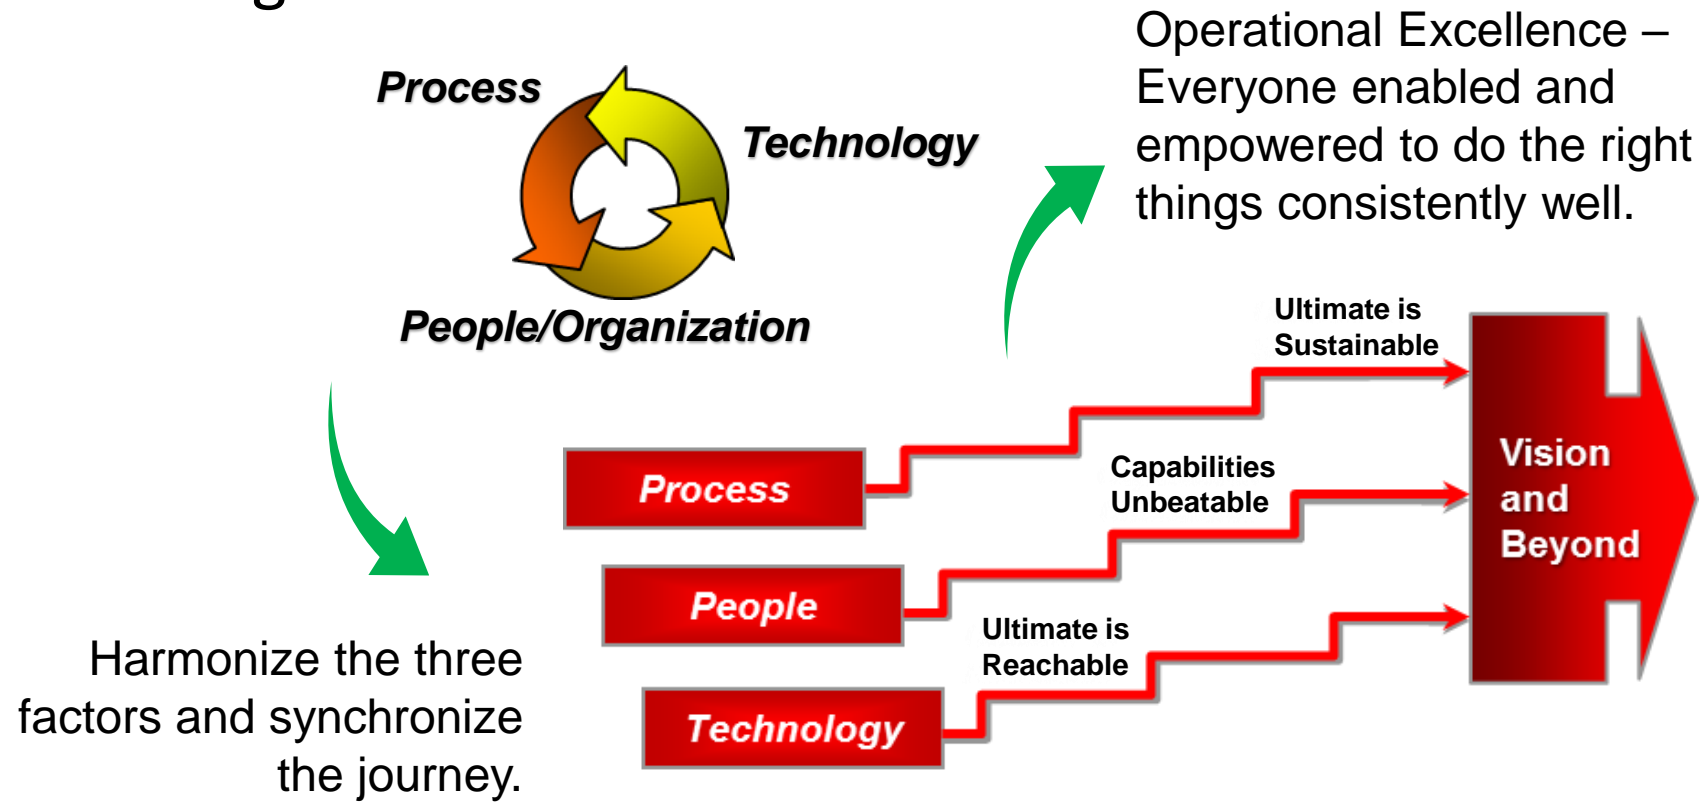 Operational Excellence –
Everyone enabled and
empowered to do the right
things consistently well.
Process
Technology
People/Organization
Ultimate is
Sustainable
Process
Capabilities
Unbeatable
Vision
and
Beyond
People
Ultimate is
Reachable
Technology
Harmonize the three
factors and synchronize
the journey.